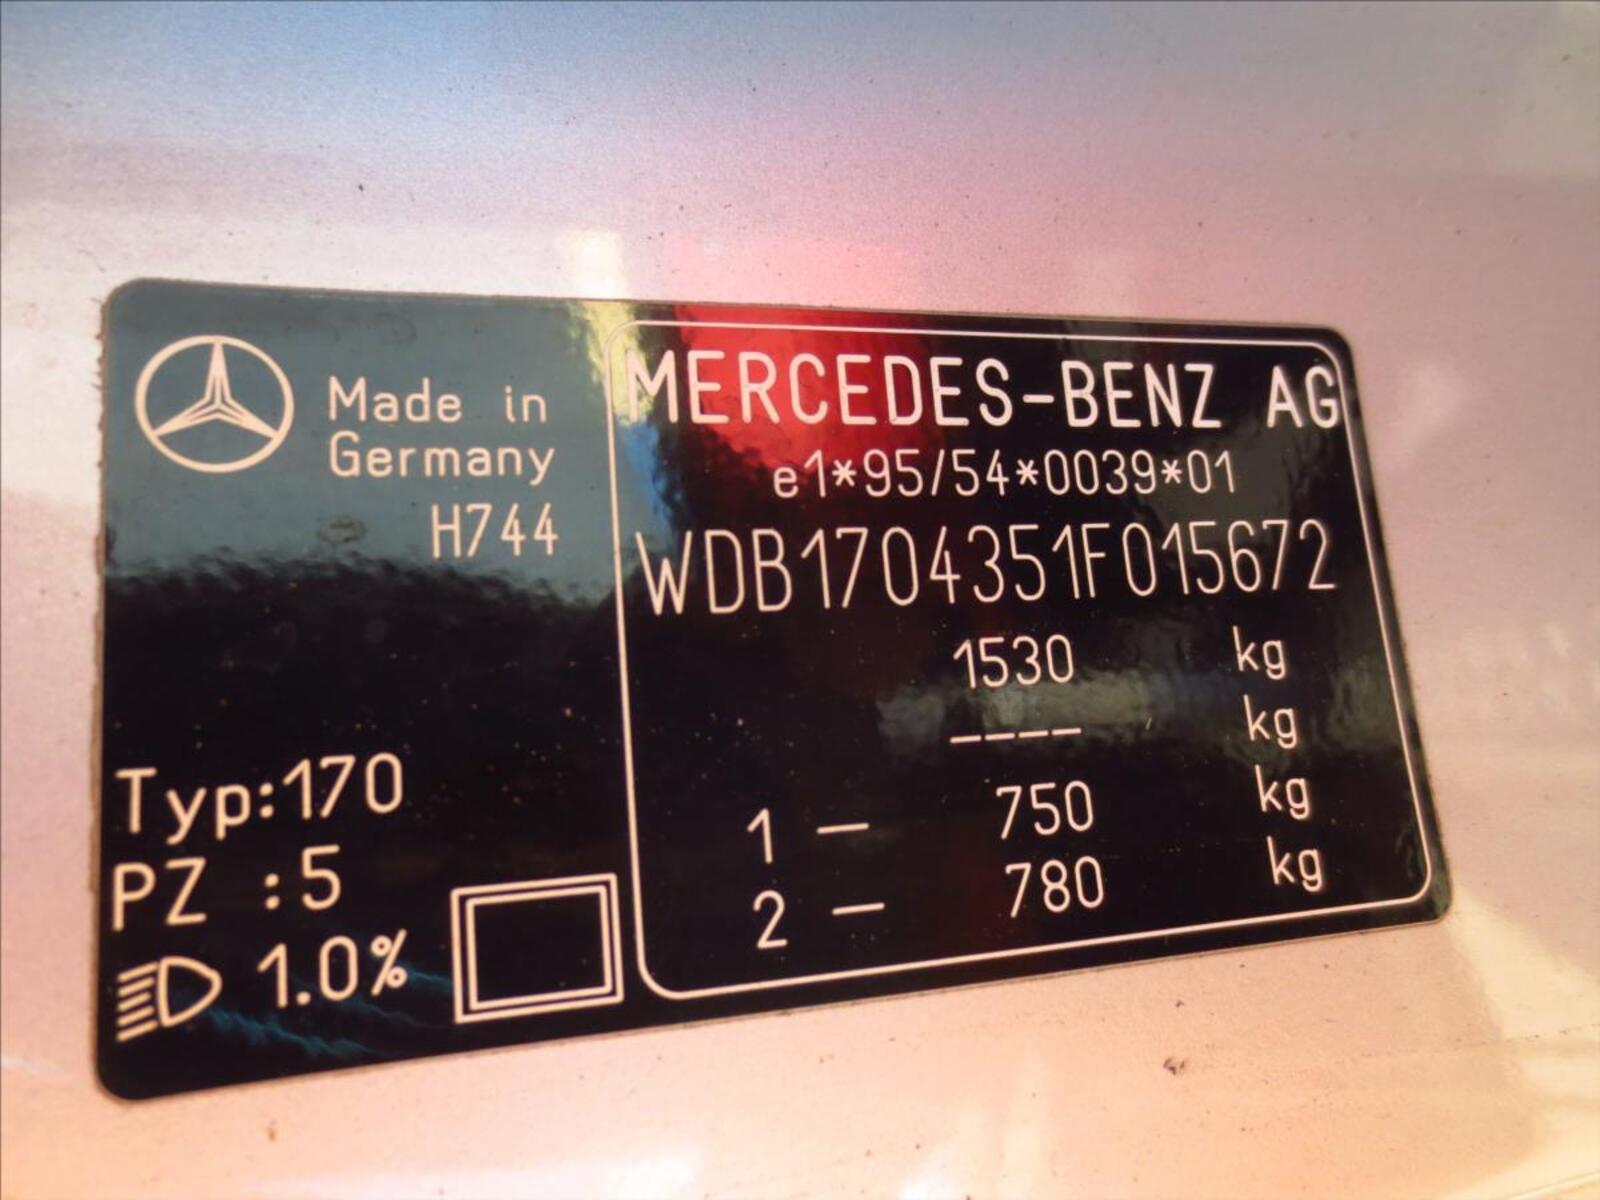 Made in
Germany
H744
Typ:170
PZ :5
1.0%
MERCEDES-BENZ AG
e1*95/54*0039*01
WDB1704351F015672
1530 kg
---- kg
1 — 750 kg
2 — 780 kg